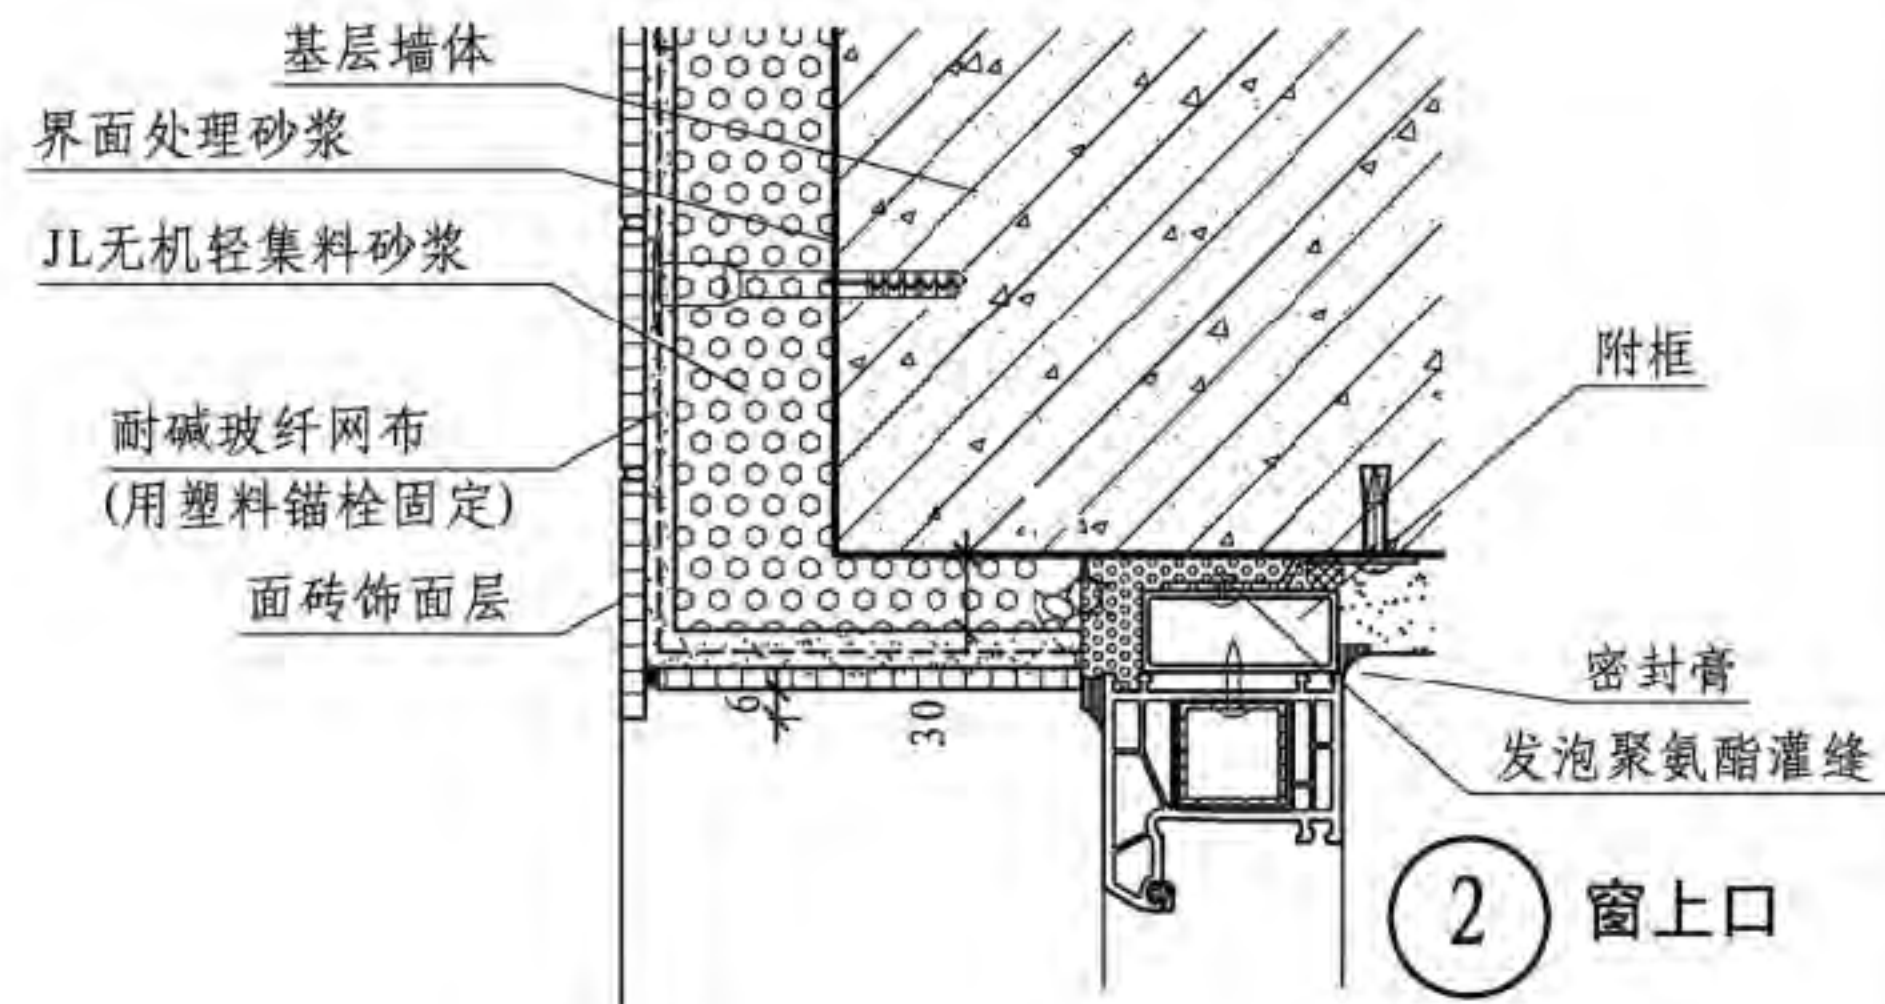 基层墙体
界面处理砂浆
JL无机轻集料砂浆
耐碱玻纤网布
(用塑料锚栓固定)
面砖饰面层
附框
密封膏
发泡聚氨酯灌缝
6
30
2 窗上口